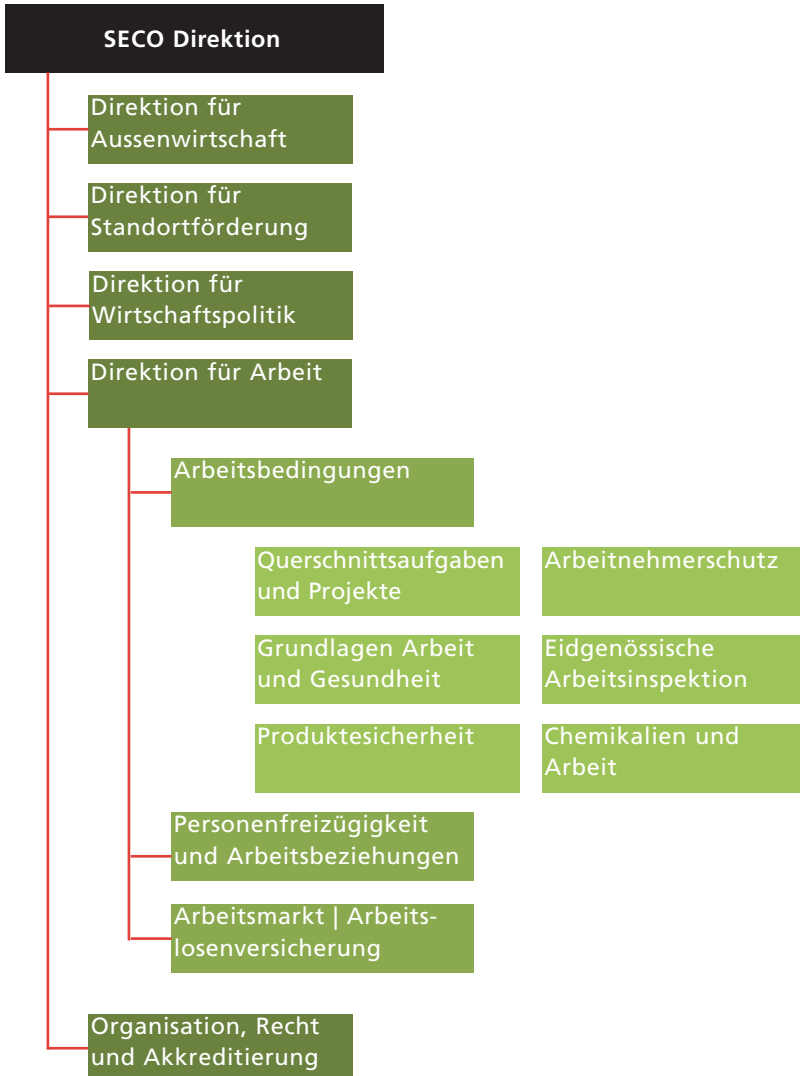 SECO Direktion
Direktion für
Aussenwirtschaft
Direktion für
Standortförderung
Direktion für
Wirtschaftspolitik
Direktion für Arbeit
Arbeitsbedingungen
Querschnittsaufgaben
und Projekte
Arbeitnehmerschutz
Grundlagen Arbeit
und Gesundheit
Eidgenössische
Arbeitsinspektion
Produktesicherheit
Chemikalien und
Arbeit
Personenfreizügigkeit
und Arbeitsbeziehungen
Arbeitsmarkt | Arbeits-
losenversicherung
Organisation, Recht
und Akkreditierung